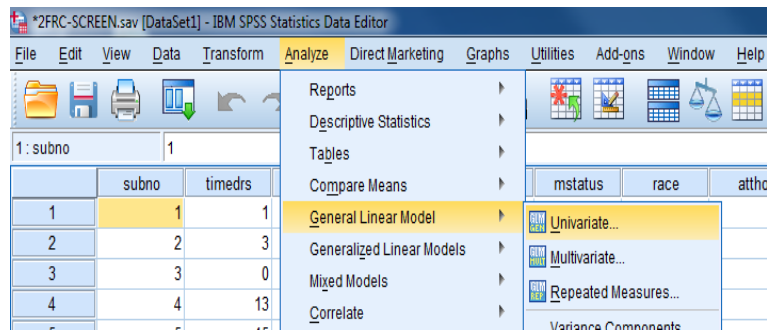 *2FRC-SCREEN.sav [DataSet1] - IBM SPSS Statistics Data Editor
File Edit View Data Transform Analyze Direct Marketing Graphs Utilities Add-ons Window Help
1 : subno 1
Reports
Descriptive Statistics
Tables
Compare Means
General Linear Model
Generalized Linear Models
Mixed Models
Correlate
Univariate...
Multivariate...
Repeated Measures...
Variance Components
subno timedrs mstatus race
1 1 1
2 2 3
3 3 0
4 4 13